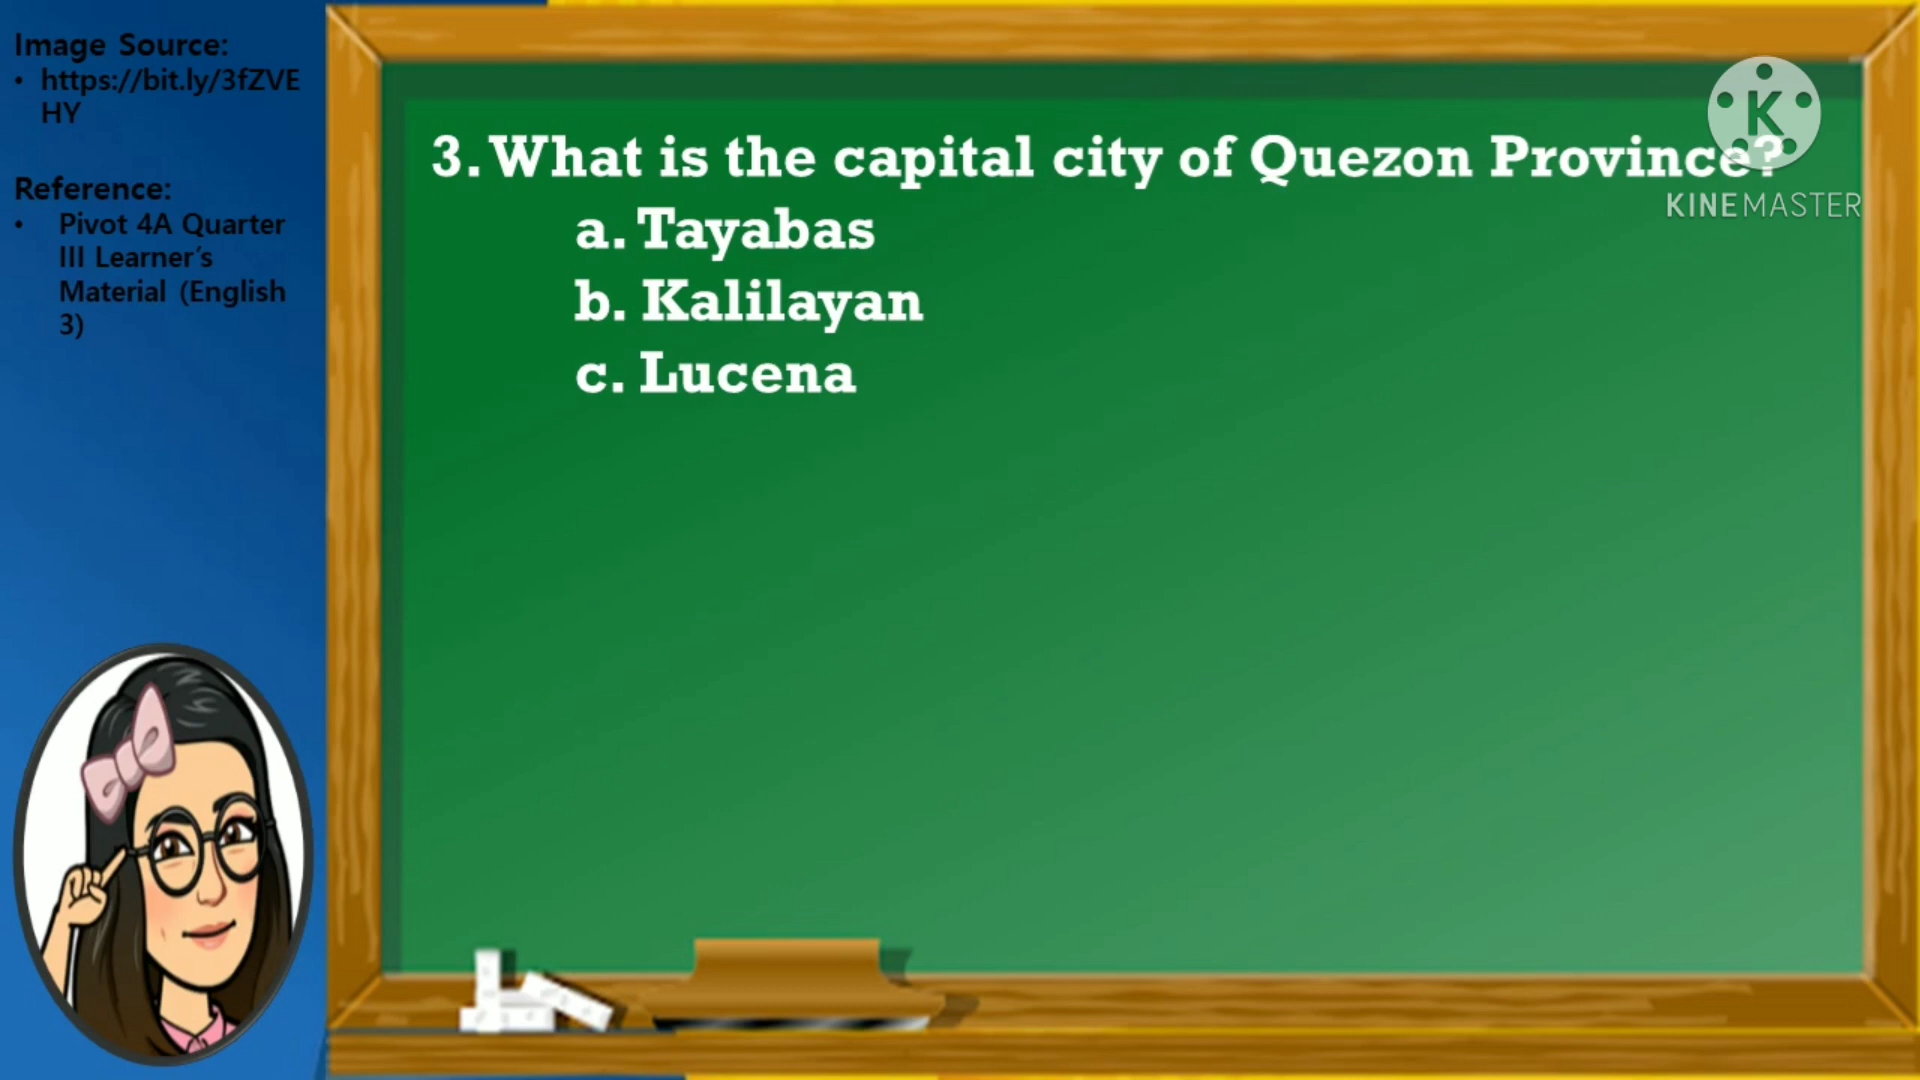 Image Source:
• https://bit.ly/3fZVE
HY
Reference:
• Pivot 4A Quarter
III Learner's
Material (English
3)
3. What is the capital city of Quezon Province?
a. Tayabas
b. Kalilayan
c. Lucena
K
KINEMASTER